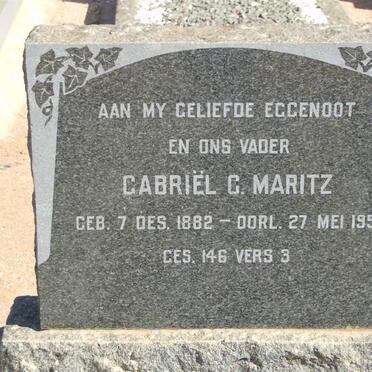 AAN MY GELIEFDE EGGENOOT
EN ONS VADER
GABRIËL G. MARITZ
GEB. 7 DES. 1882 – OORL. 27 MEI 195
GES. 146 VERS 3